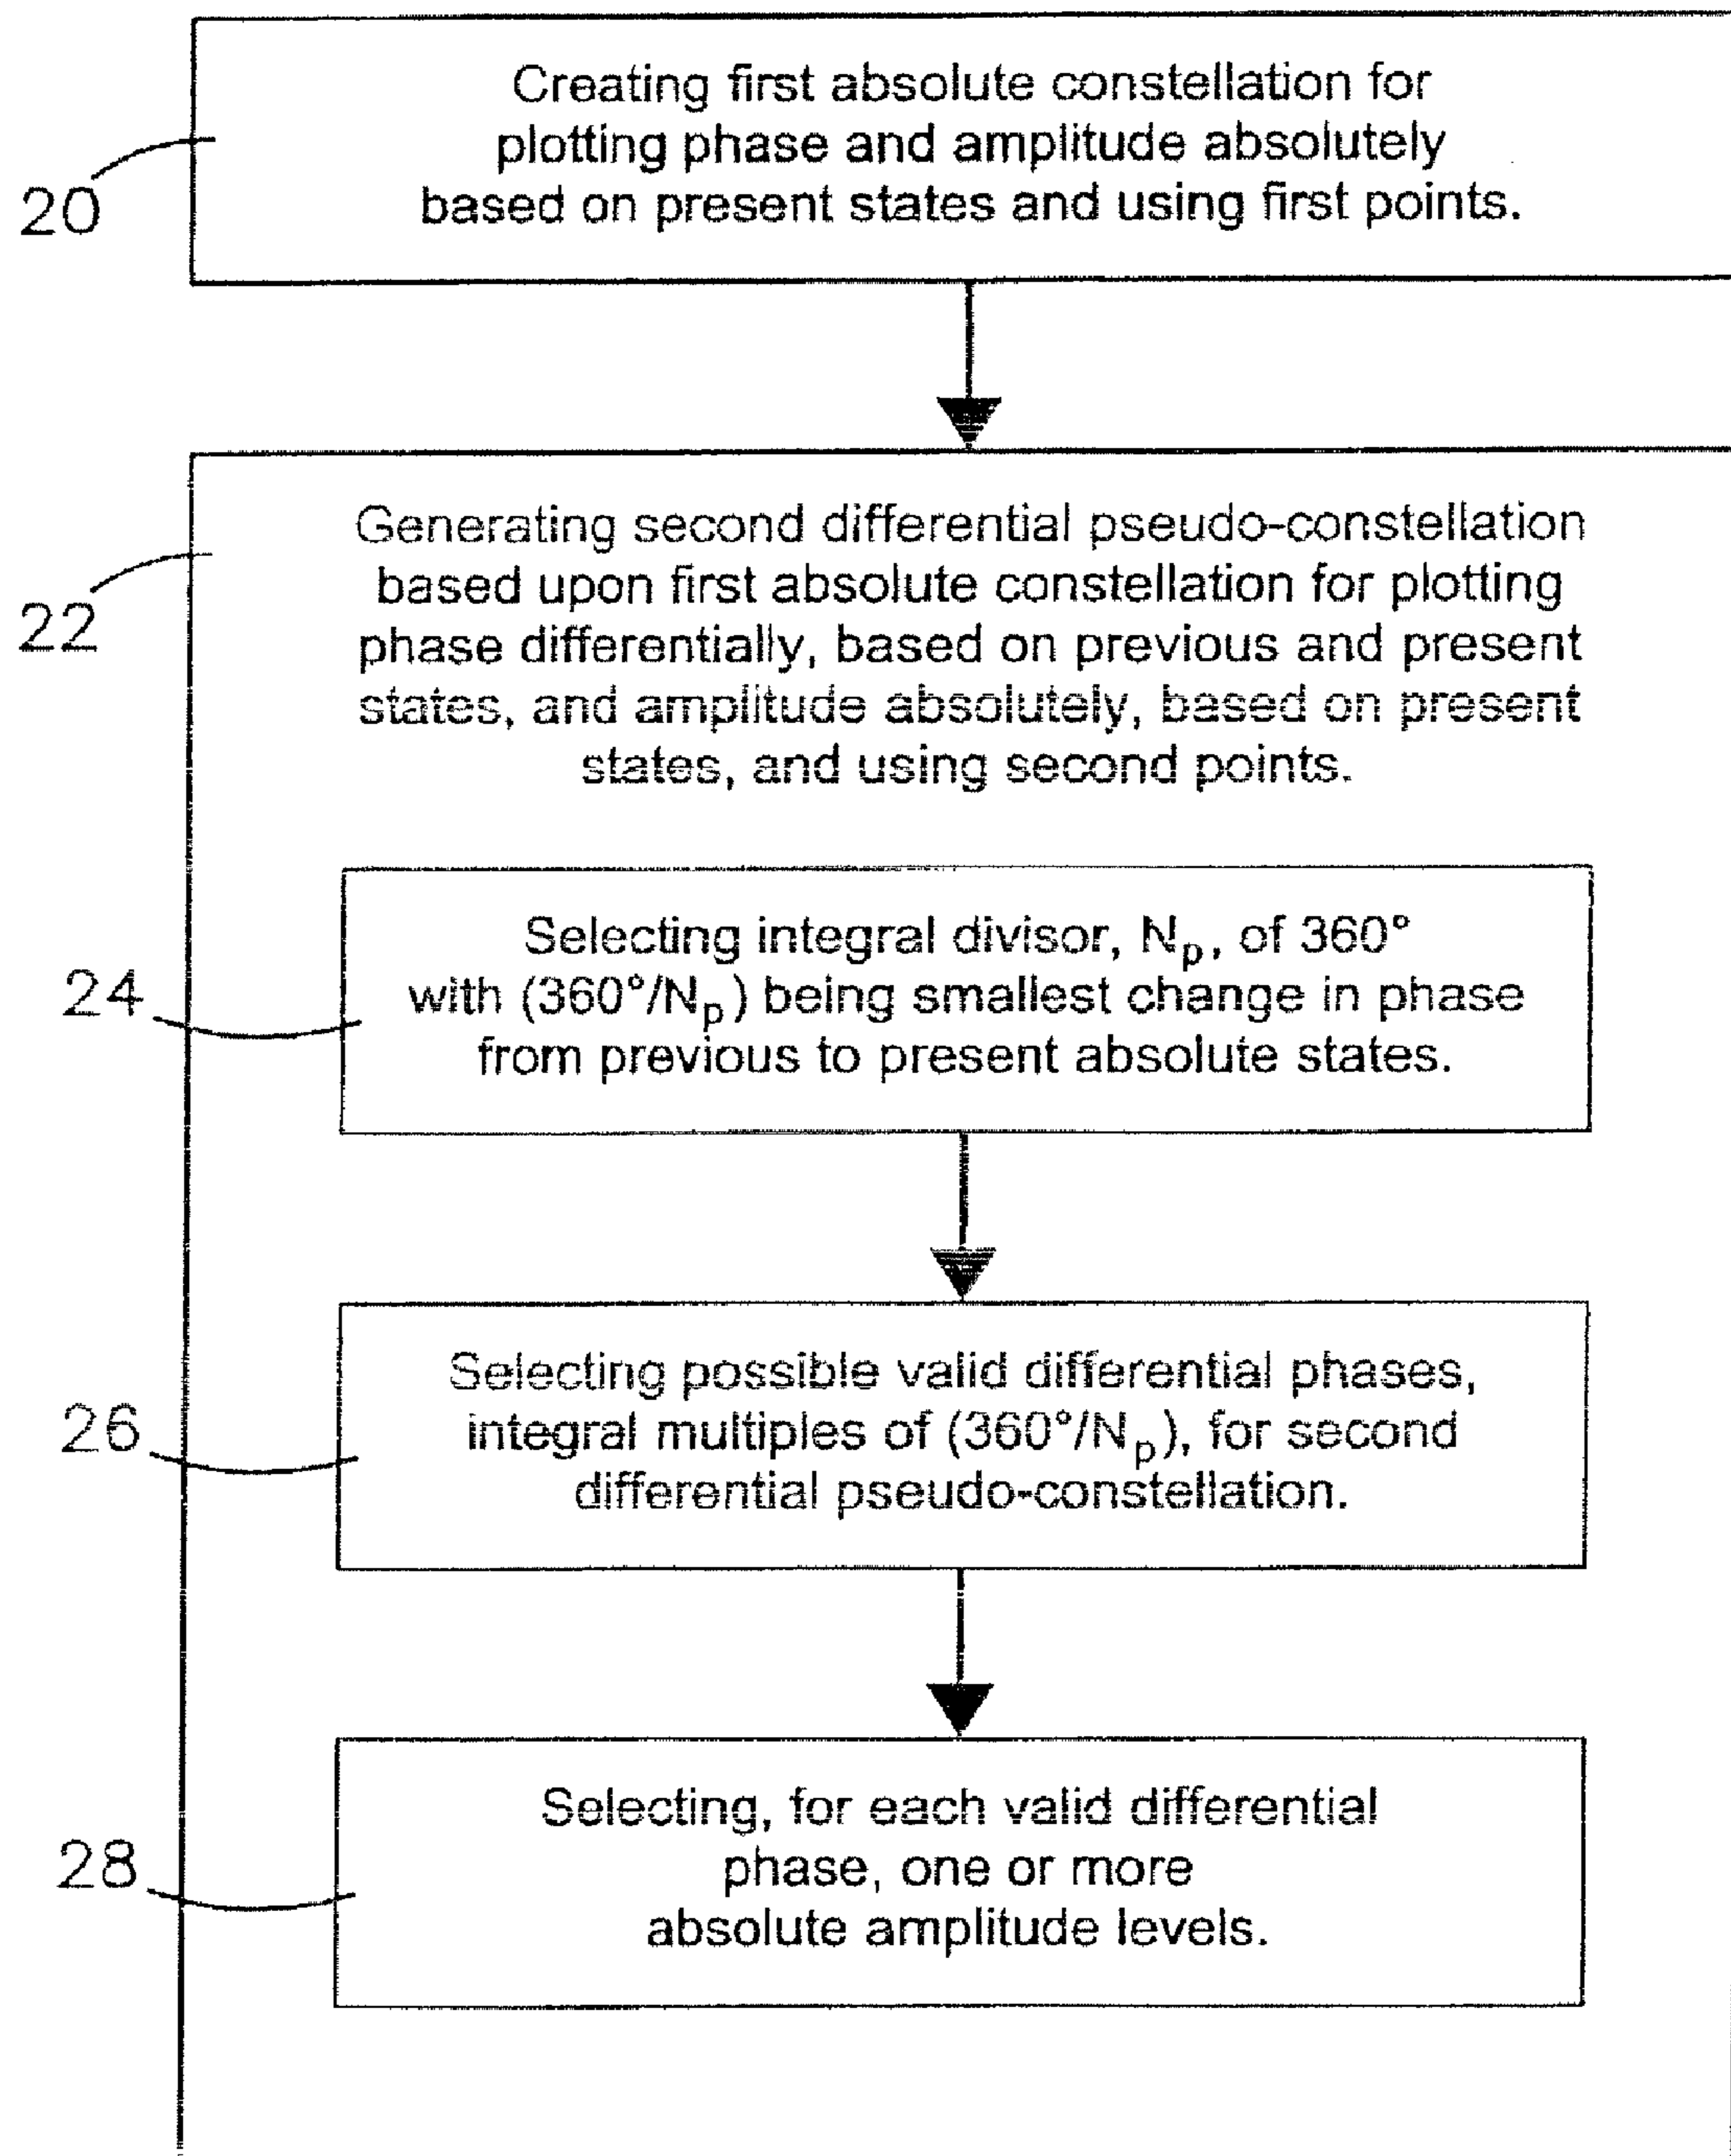 Creating first absolute constellation for
plotting phase and amplitude absolutely
based on present states and using first points.
20
Generating second differential pseudo-constellation
based upon first absolute constellation for plotting
phase differentially, based on previous and present
states, and amplitude absolutely, based on present
states, and using second points.
22
Selecting integral divisor, Np, of 360°
with (360°/Np) being smallest change in phase
from previous to present absolute states.
24
Selecting possible valid differential phases,
integral multiples of (360°/Np), for second
differential pseudo-constellation.
26
Selecting, for each valid differential
phase, one or more
absolute amplitude levels.
28